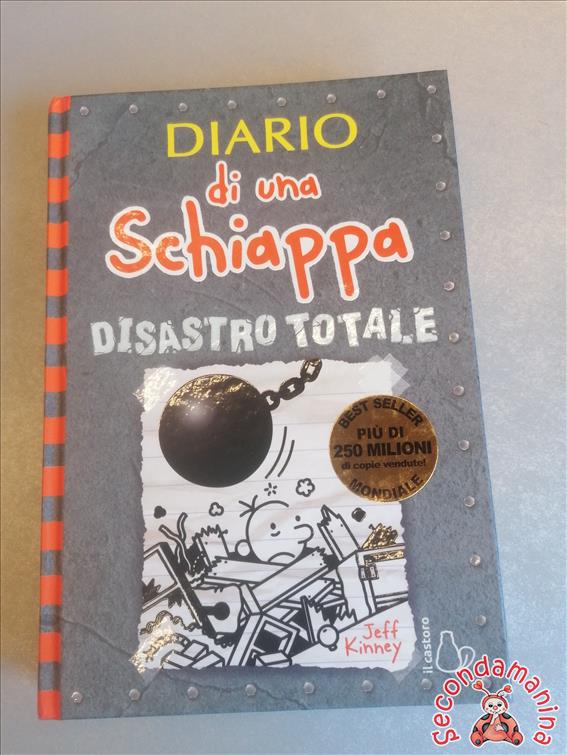 DIARIO
di una
Schiappa
DISASTRO TOTALE
BEST SELLER
PIÙ DI
250 MILIONI
di copie vendute!
MONDIALE
Jeff
Kinney
il castoro
Secondamanina